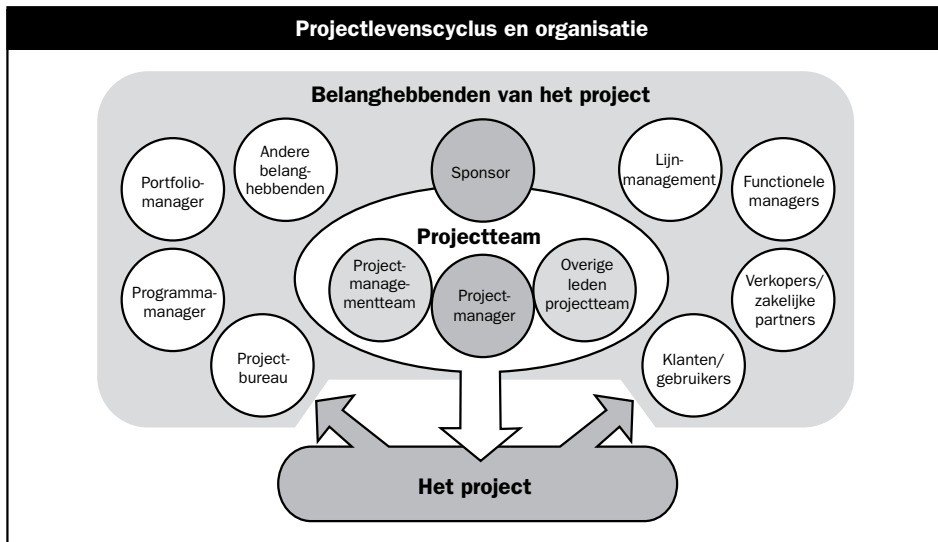 Projectlevenscyclus en organisatie
Belanghebbenden van het project
Portfolio-
manager
Andere
belang-
hebbenden
Sponsor
Lijn-
management
Functionele
managers
Projectteam
Programma-
manager
Project-
manage-
mentteam
Project-
manager
Overige
leden
projectteam
Verkopers/
zakelijke
partners
Project-
bureau
Klanten/
gebruikers
Het project